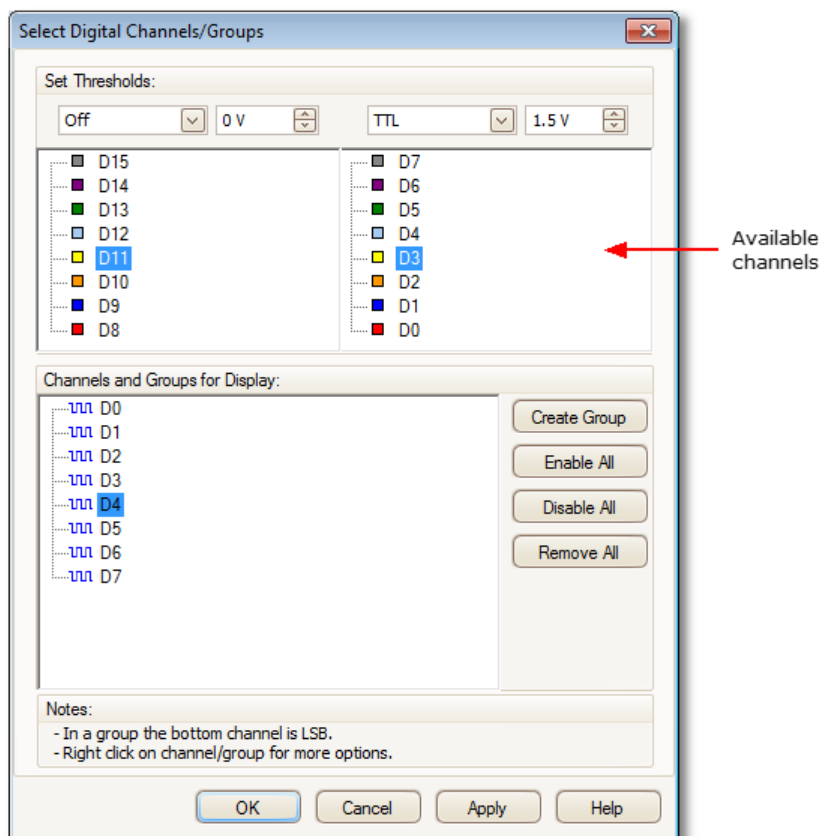 Select Digital Channels/Groups
Set Thresholds:
Off 0 V TTL 1.5 V
D15 D7
D14 D6
D13 D5
D12 D4
D11 D3
D10 D2
D9 D1
D8 D0
Available
channels
Channels and Groups for Display:
D0
D1
D2
D3
D4
D5
D6
D7
Create Group
Enable All
Disable All
Remove All
Notes:
- In a group the bottom channel is LSB.
- Right click on channel/group for more options.
OK Cancel Apply Help